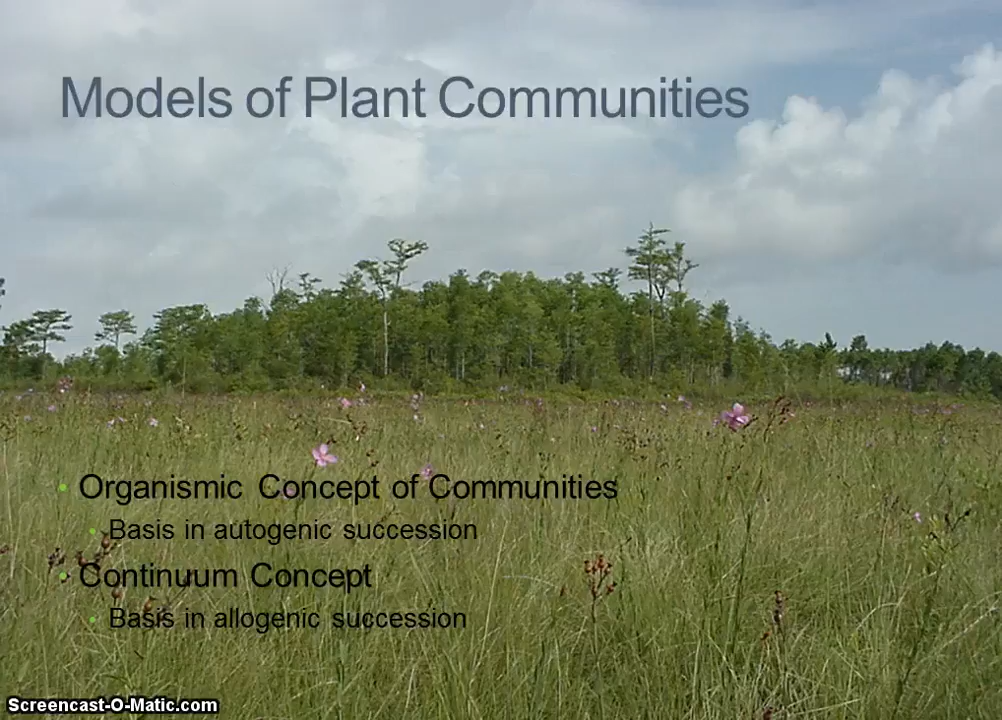 Models of Plant Communities
Organismic Concept of Communities
Basis in autogenic succession
Continuum Concept
Basis in allogenic succession
Screencast-O-Matic.com